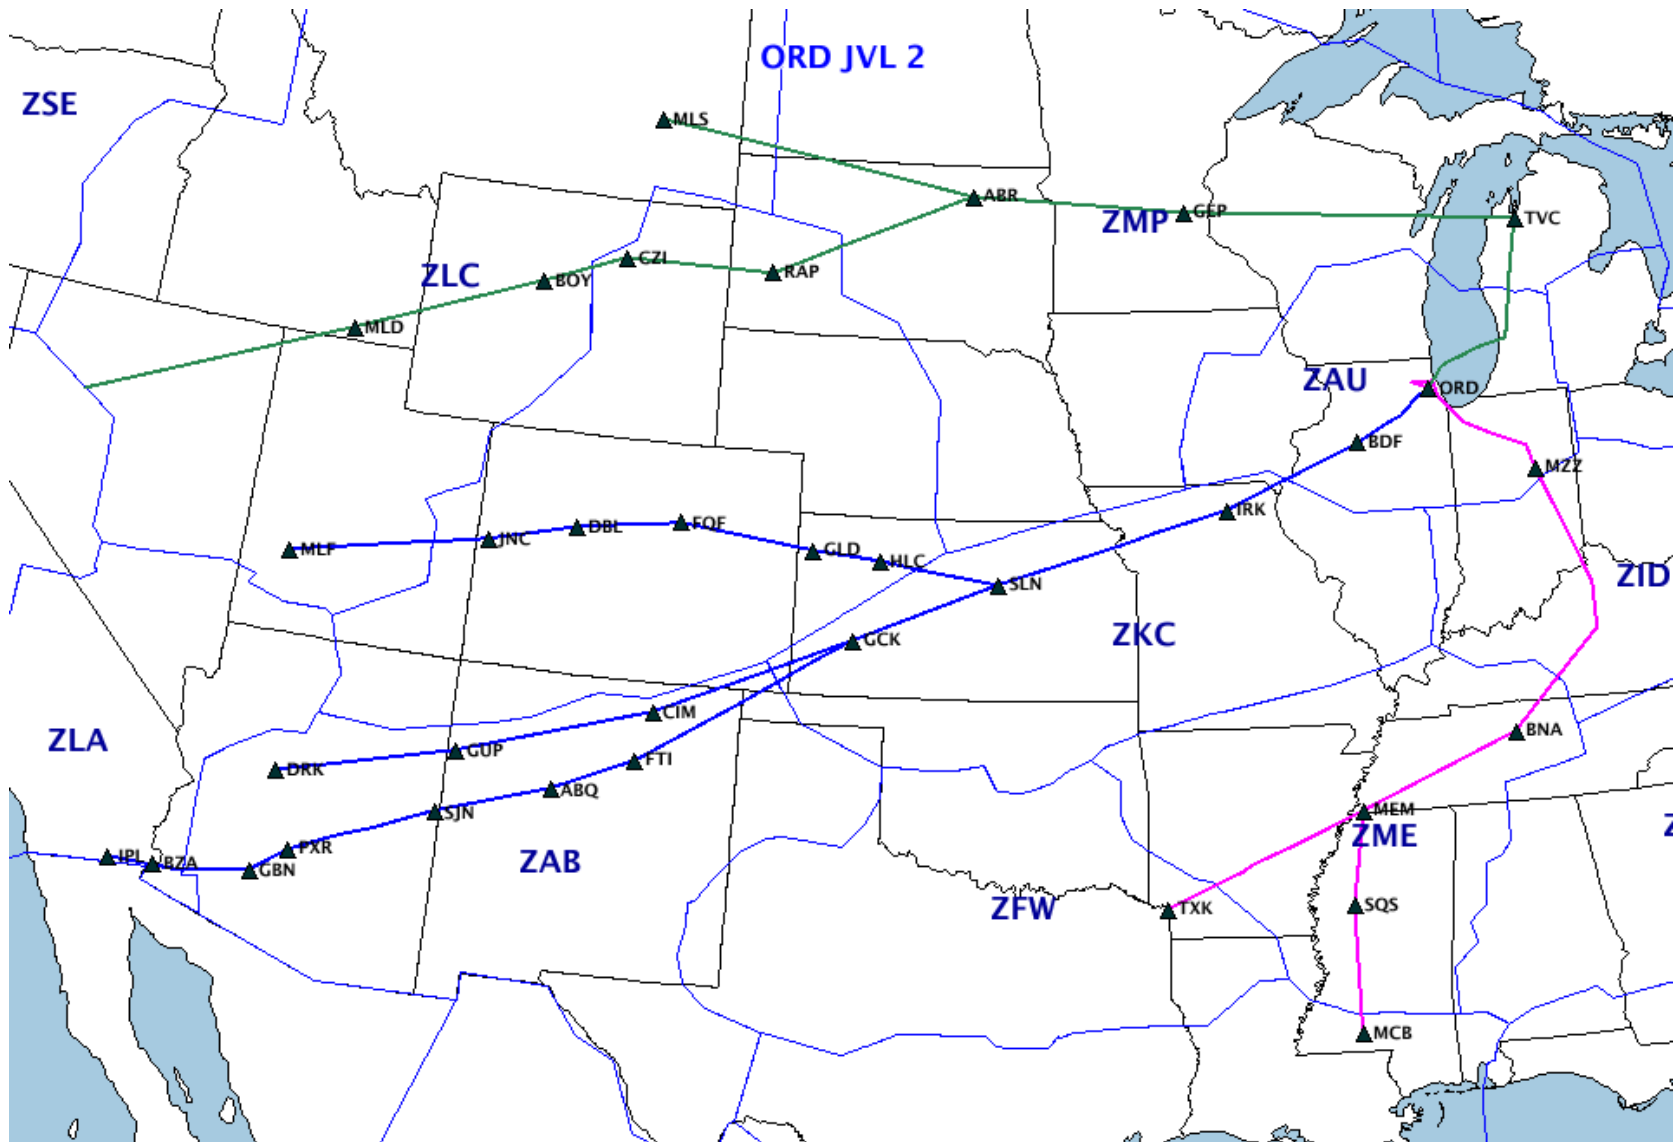 ORD JVL 2
ZSE
MLS
ABR
ZMP
GEP
TVC
CZI
RAP
ZLC
BOY
MLD
ZAU
ORD
BDF
MZZ
IRK
FQF
DBL
JNC
MLF
GLD
HLC
ZID
SLN
ZKC
GCK
CIM
BNA
ZLA
GUP
FTI
DRK
ABQ
SJN
MEM
ZME
Z
PXR
IPL
BZA
GBN
ZAB
ZFW
TXK
SQS
MCB